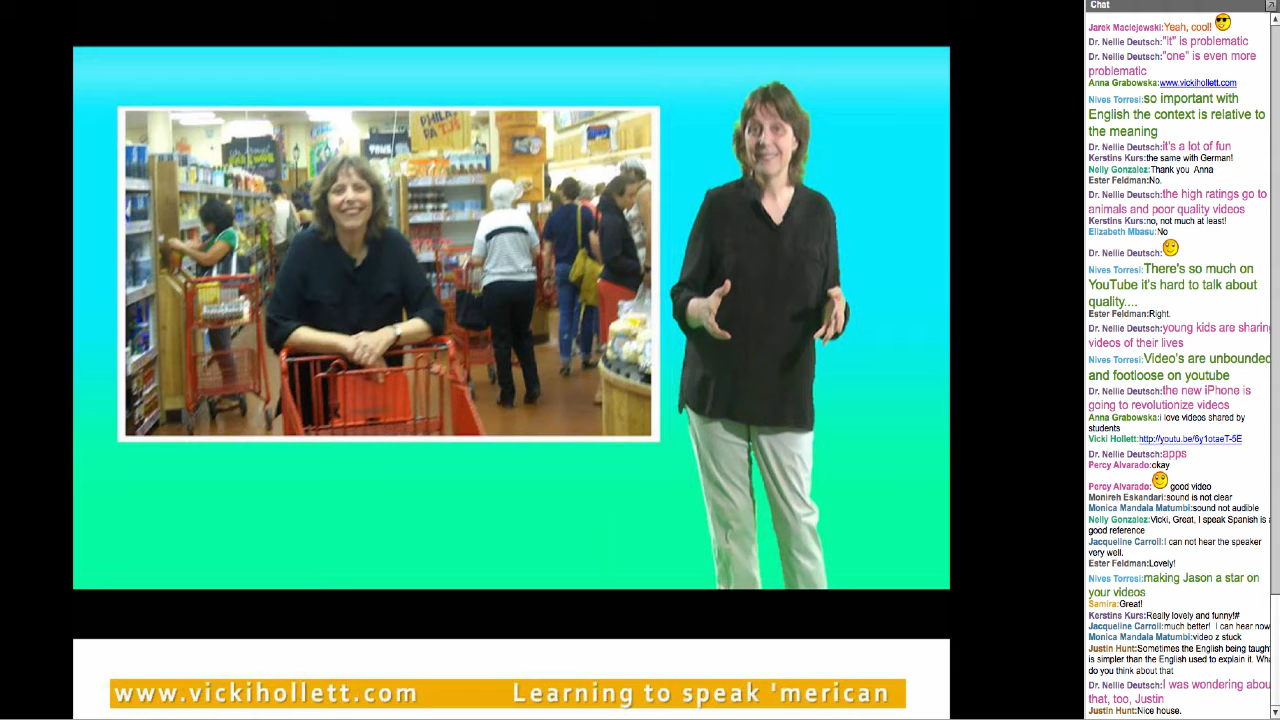 Chat
Jarek Maciejewski:Yeah, cool!
Dr. Nellie Deutsch:"it" is problematic
Dr. Nellie Deutsch:"one" is even more
problematic
Anna Grabowska:www.vickihollett.com
Nives Torresi:so important with
English the context is relative to
the meaning
Dr. Nellie Deutsch:it's a lot of fun
Kerstins Kurs:the same with German!
Nelly Gonzalez:Thank you Anna
Ester Feldman:No.
Dr. Nellie Deutsch:the high ratings go to
animals and poor quality videos
Kerstins Kurs:no, not much at least!
Elizabeth Mbasu:No
Dr. Nellie Deutsch:
Nives Torresi:There's so much on
YouTube it's hard to talk about
quality....
Ester Feldman:Right.
Dr. Nellie Deutsch:young kids are sharing
videos of their lives
Nives Torresi:Video's are unbounded
and footloose on youtube
Dr. Nellie Deutsch:the new iPhone is
going to revolutionize videos
Anna Grabowska:i love videos shared by
students
Vicki Hollett:http://youtu.be/6y1otaeT-5E
Dr. Nellie Deutsch:apps
Percy Alvarado:okay
Percy Alvarado: good video
Monireh Eskandari:sound is not clear
Monica Mandala Matumbi:sound not audible
Nelly Gonzalez:Vicki, Great, I speak Spanish is a
good reference
Jacqueline Carroll:I can not hear the speaker
very well.
Ester Feldman:Lovely!
Nives Torresi:making Jason a star on
your videos
Samira:Great!
Kerstins Kurs:Really lovely and funny!#
Jacqueline Carroll:much better! I can hear now
Monica Mandala Matumbi:video z stuck
Justin Hunt:Sometimes the English being taugh
is simpler than the English used to explain it. Wha
do you think about that
Dr. Nellie Deutsch:I was wondering abou
that, too, Justin
Justin Hunt:Nice house.
PHILA
PA TJS
www.vickihollett.com
Learning to speak 'merican